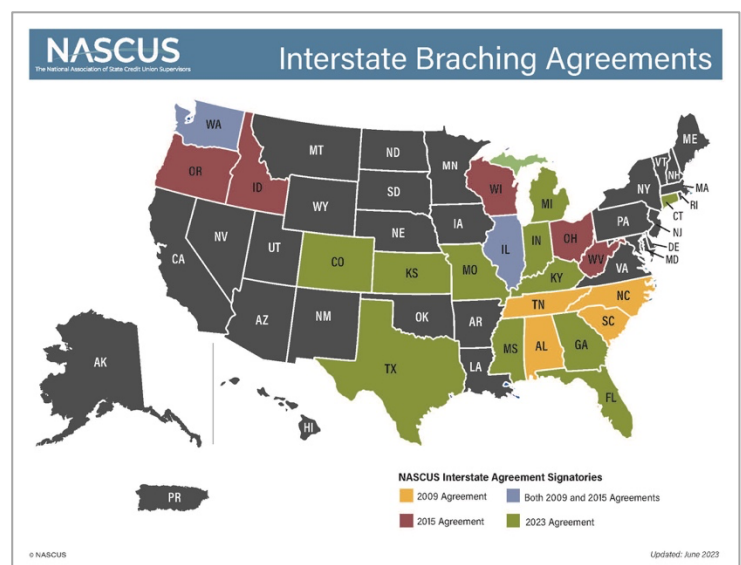 NASCUS
The National Association of State Credit Union Supervisors
Interstate Braching Agreements
WA
OR
ID
MT
ND
MN
WI
MI
ME
VT
NH
MA
NY
RI
CT
SD
WY
IA
NE
PA
NJ
DE
MD
NV
UT
CO
KS
MO
IL
IN
OH
WV
VA
KY
CA
AZ
NM
OK
AR
TN
NC
SC
TX
LA
MS
AL
GA
FL
AK
HI
PR
NASCUS Interstate Agreement Signatories
2009 Agreement
Both 2009 and 2015 Agreements
2015 Agreement
2023 Agreement
© NASCUS
Updated: June 2023